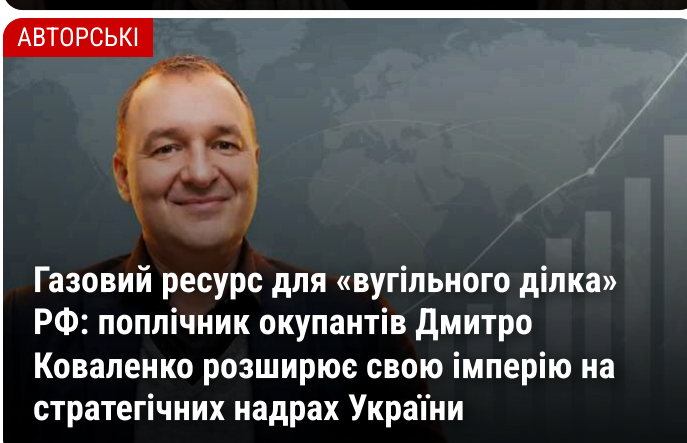 АВТОРСЬКІ
Газовий ресурс для «вугільного ділка»
РФ: поплічник окупантів Дмитро
Коваленко розширює свою імперію на
стратегічних надрах України